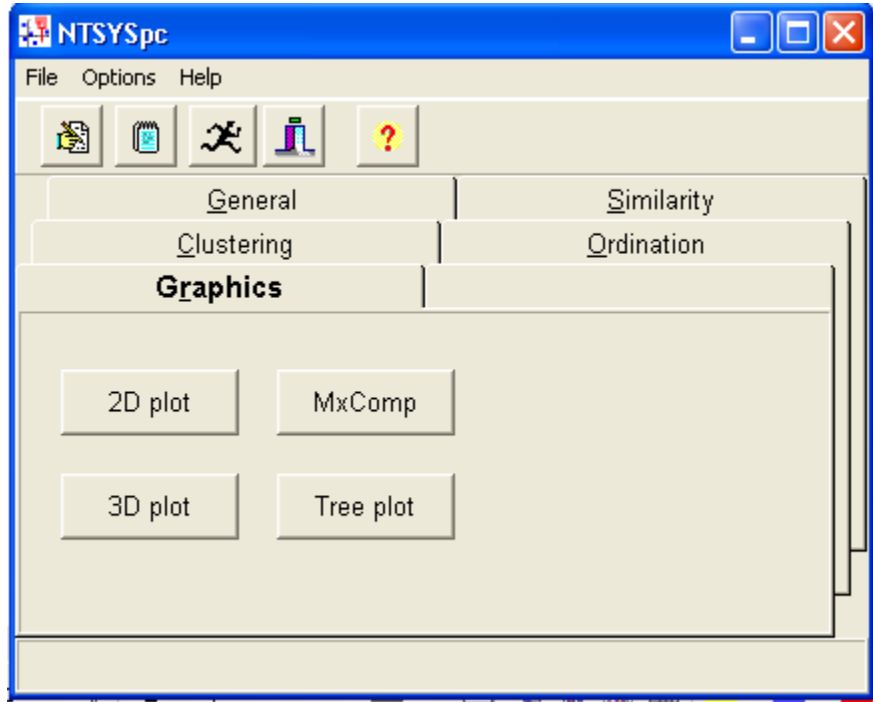 NTSYSpc
File Options Help
?
General Similarity
Clustering Ordination
Graphics
2D plot MxComp
3D plot Tree plot